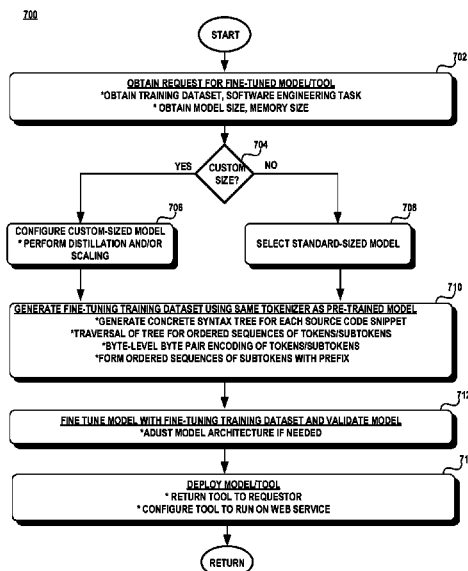 700
START
702
OBTAIN REQUEST FOR FINE-TUNED MODEL/TOOL
*OBTAIN TRAINING DATASET, SOFTWARE ENGINEERING TASK
* OBTAIN MODEL SIZE, MEMORY SIZE
704
YES
CUSTOM
SIZE?
NO
706
CONFIGURE CUSTOM-SIZED MODEL
* PERFORM DISTILLATION AND/OR
SCALING
708
SELECT STANDARD-SIZED MODEL
710
GENERATE FINE-TUNING TRAINING DATASET USING SAME TOKENIZER AS PRE-TRAINED MODEL
*GENERATE CONCRETE SYNTAX TREE FOR EACH SOURCE CODE SNIPPET
*TRAVERSAL OF TREE FOR ORDERED SEQUENCES OF TOKENS/SUBTOKENS
*BYTE-LEVEL BYTE PAIR ENCODING OF TOKENS/SUBTOKENS
*FORM ORDERED SEQUENCES OF SUBTOKENS WITH PREFIX
712
FINE TUNE MODEL WITH FINE-TUNING TRAINING DATASET AND VALIDATE MODEL
*ADUST MODEL ARCHITECTURE IF NEEDED
71
DEPLOY MODEL/TOOL
* RETURN TOOL TO REQUESTOR
* CONFIGURE TOOL TO RUN ON WEB SERVICE
RETURN